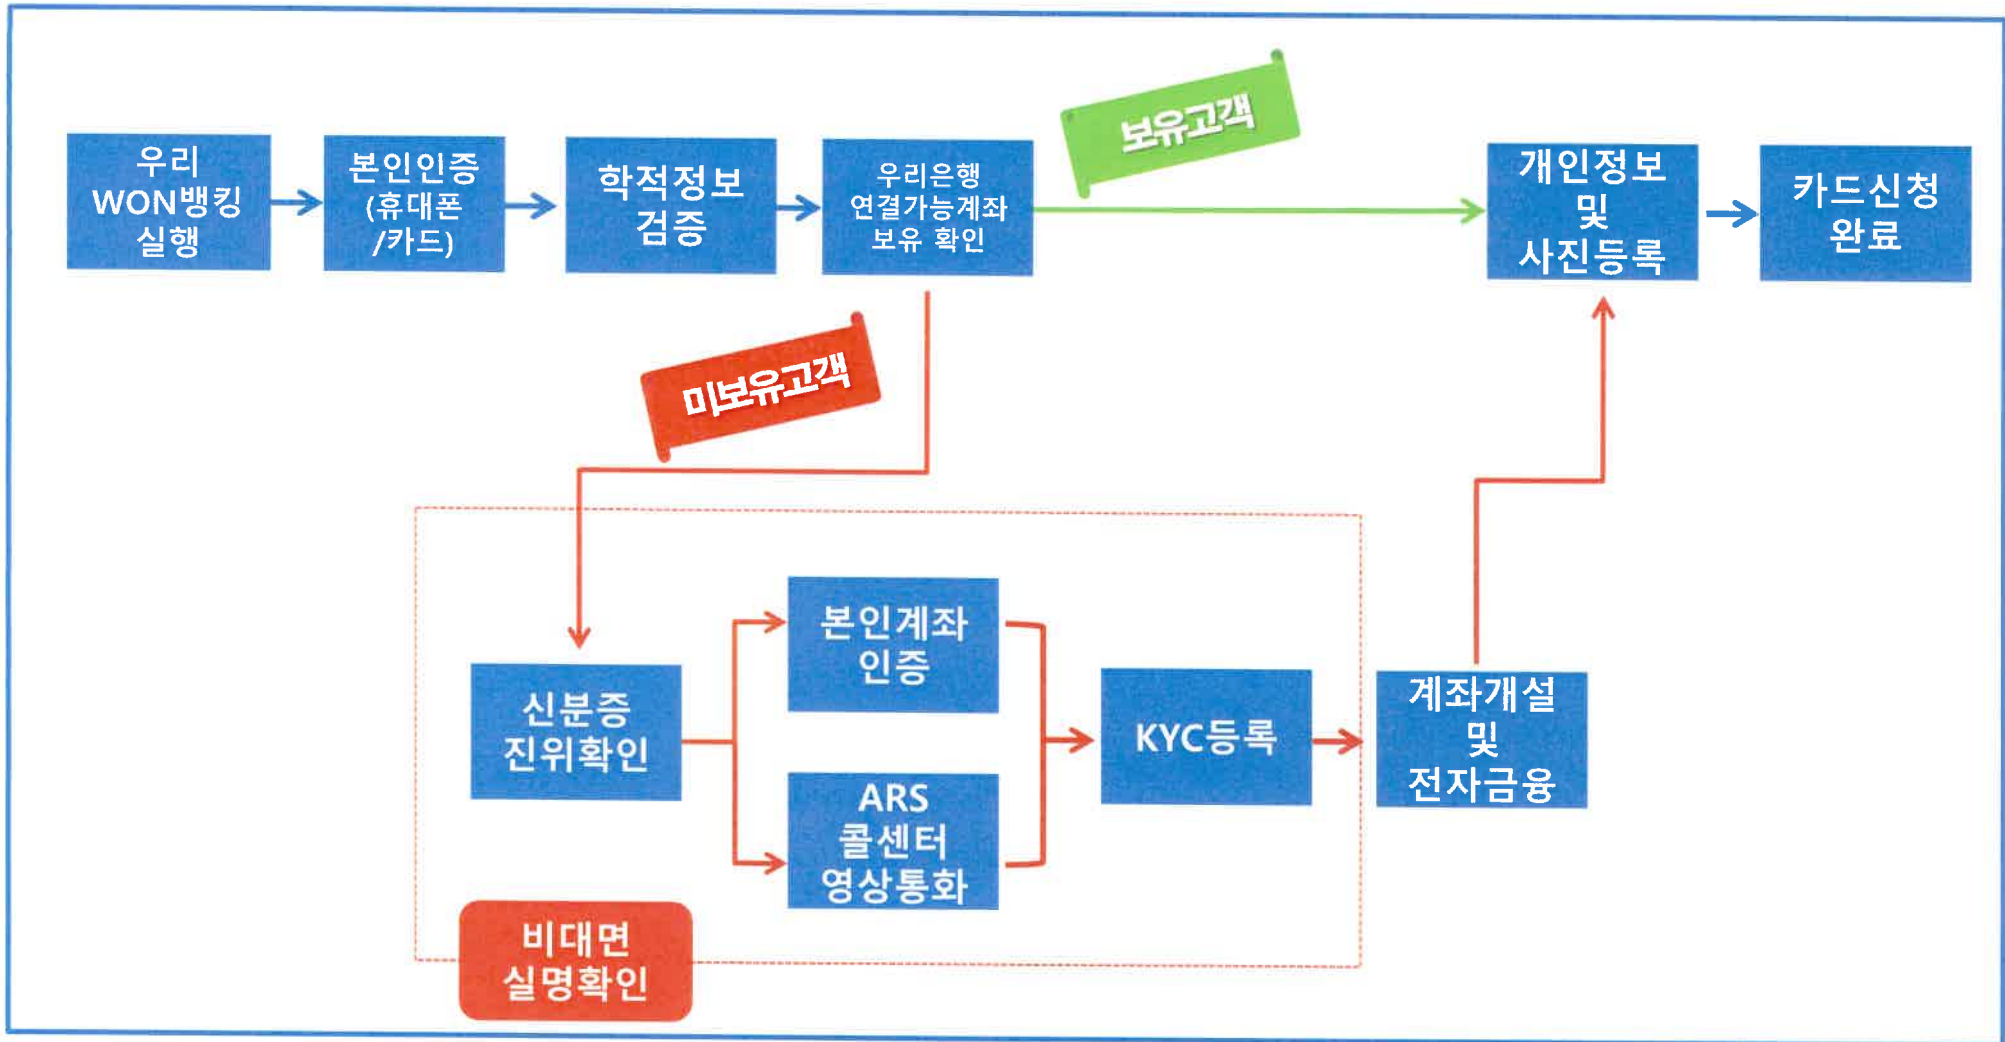 우리
WON뱅킹
실행
본인인증
(휴대폰
/카드)
학적정보
검증
우리은행
연결가능계좌
보유 확인
보유고객
개인정보
및
사진등록
카드신청
완료
미보유고객
신분증
진위확인
본인계좌
인증
ARS
콜센터
영상통화
KYC등록
계좌개설
및
전자금융
비대면
실명확인